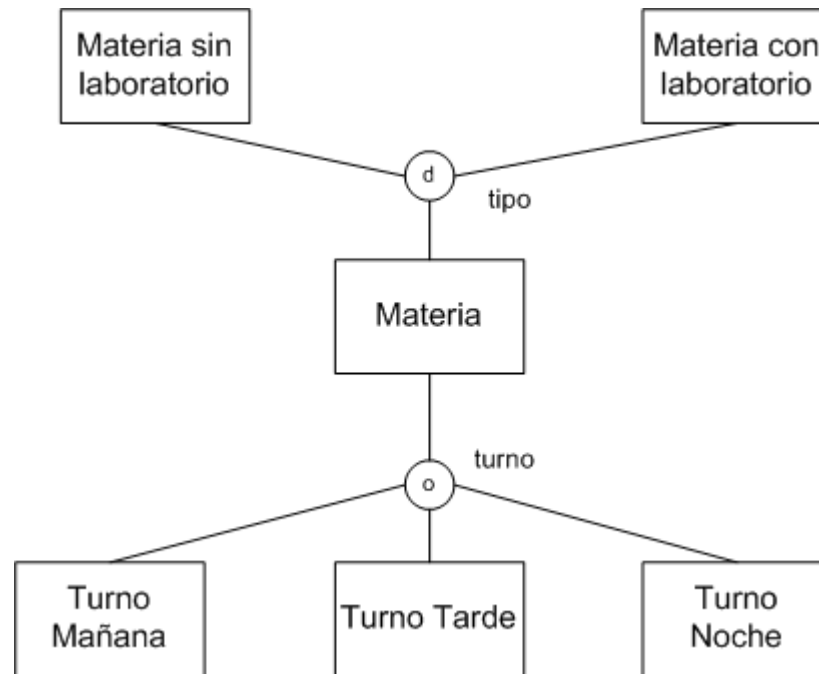 Materia sin
laboratorio
Materia con
laboratorio
d
tipo
Materia
turno
o
Turno
Mañana
Turno Tarde
Turno
Noche